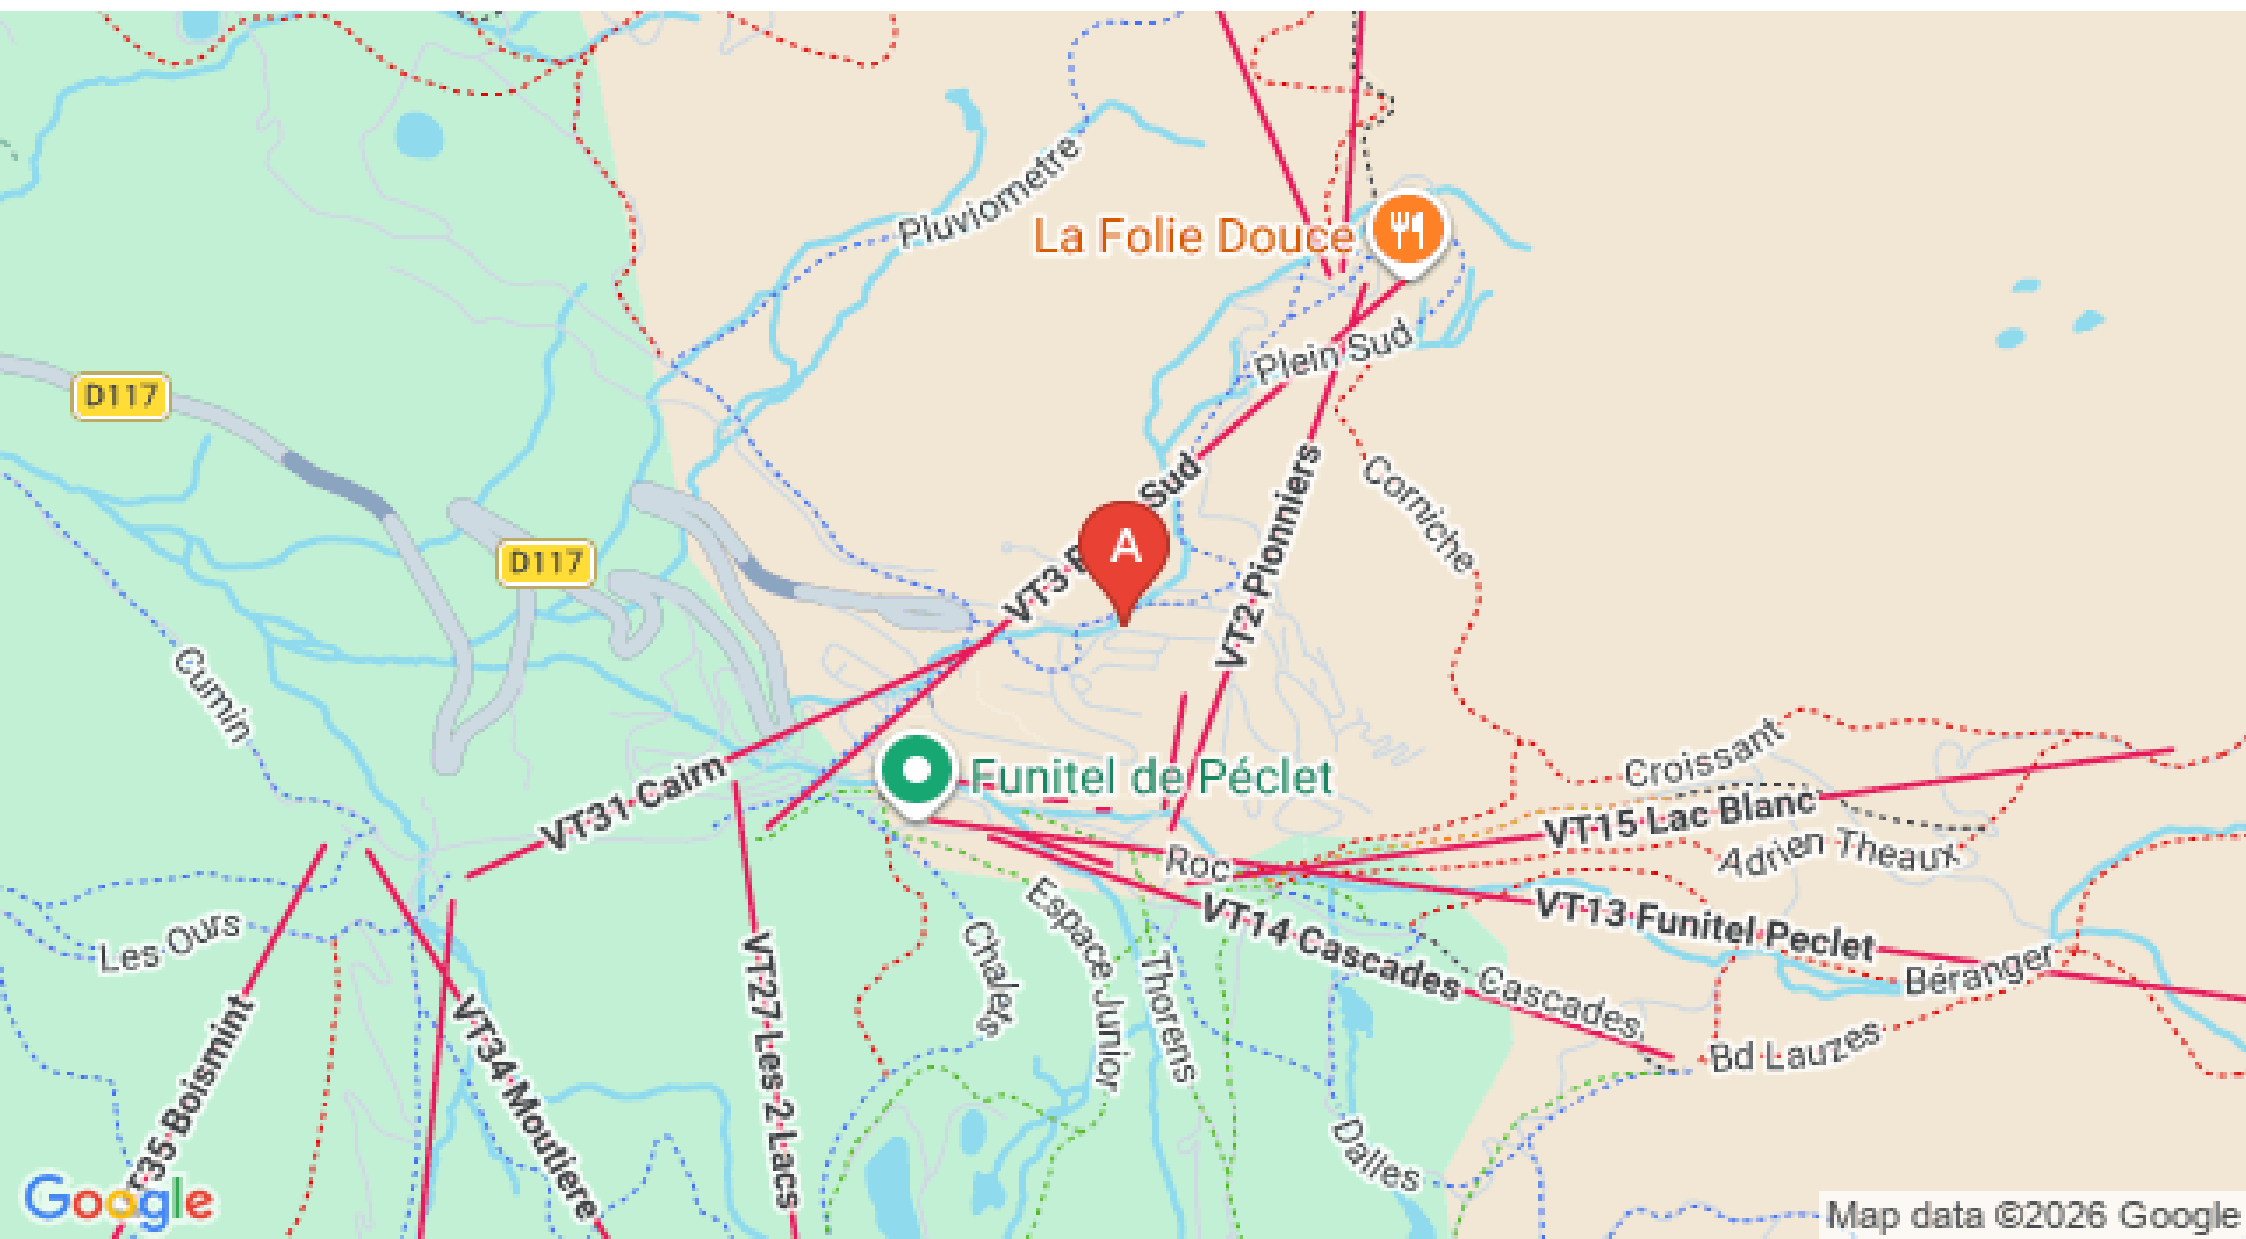 Pluviometre
La Folie Douce
Plein Sud
D117
Sud
Corniche
VT2 Pionniers
D117
A
VT3
Cumin
Croissant
Funitel de Péclet
VT31 Cairn
VT15 Lac Blanc
Adrien Theaux
Roc
VT13 Funitel Peclet
VT14 Cascades
Les Ours
Espace Junior
Chalets
Thorens
Cascades
Béranger
VT27 Les 2 Lacs
Bd Lauzes
VT34 Moutiere
35 Boismint
Dalles
Google
Map data ©2026 Google